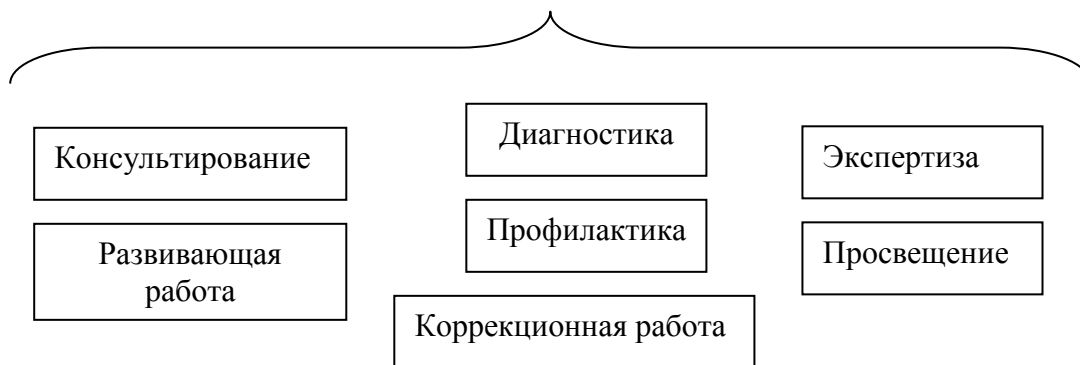 Консультирование
Диагностика
Экспертиза
Развивающая
работа
Профилактика
Просвещение
Коррекционная работа